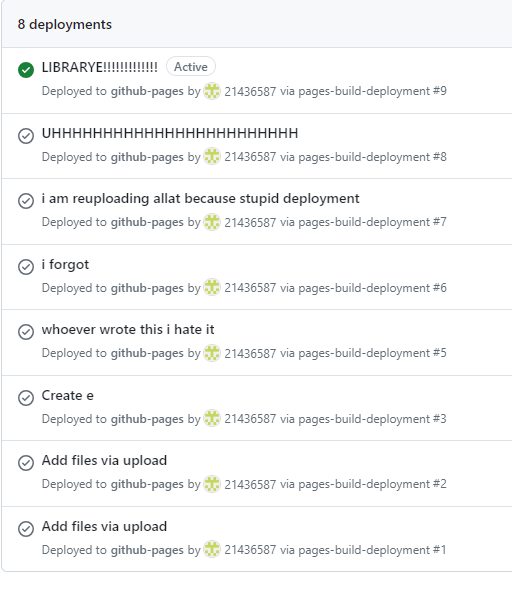 8 deployments
LIBRARYE!!!!!!!!!!!!! Active
Deployed to github-pages by 21436587 via pages-build-deployment #9
UHHHHHHHHHHHHHHHHHHHHHHHH
Deployed to github-pages by 21436587 via pages-build-deployment #8
i am reuploading allat because stupid deployment
Deployed to github-pages by 21436587 via pages-build-deployment #7
i forgot
Deployed to github-pages by 21436587 via pages-build-deployment #6
whoever wrote this i hate it
Deployed to github-pages by 21436587 via pages-build-deployment #5
Create e
Deployed to github-pages by 21436587 via pages-build-deployment #3
Add files via upload
Deployed to github-pages by 21436587 via pages-build-deployment #2
Add files via upload
Deployed to github-pages by 21436587 via pages-build-deployment #1